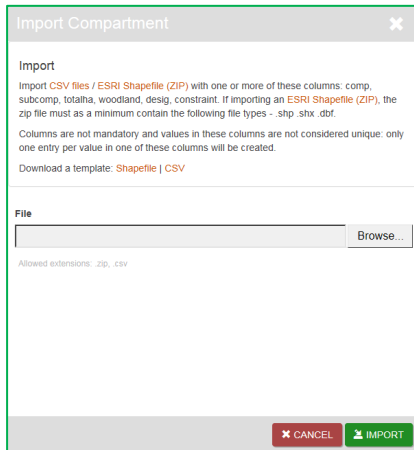 Import Compartment
Import
Import CSV files / ESRI Shapefile (ZIP) with one or more of these columns: comp,
subcomp, totalha, woodland, desig, constraint. If importing an ESRI Shapefile (ZIP), the
zip file must as a minimum contain the following file types - .shp .shx .dbf.
Columns are not mandatory and values in these columns are not considered unique: only
one entry per value in one of these columns will be created.
Download a template: Shapefile | CSV
File
Browse...
Allowed extensions: .zip, .csv
CANCEL IMPORT